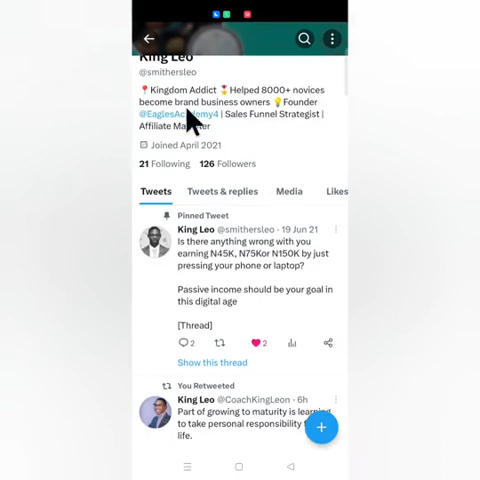 King Leo
@smithersleo
📍Kingdom Addict 🎖Helped 8000+ novices
become brand business owners 💡Founder
@EaglesAcademy4 | Sales Funnel Strategist |
Affiliate Marketer
Joined April 2021
21 Following 126 Followers
Tweets Tweets & replies Media Likes
Pinned Tweet
King Leo @smithersleo · 19 Jun 21
Is there anything wrong with you
earning N45K, N75Kor N150K by just
pressing your phone or laptop?
Passive income should be your goal in
this digital age
[Thread]
2 2
Show this thread
You Retweeted
King Leo @CoachKingLeon · 6h
Part of growing to maturity is learning
to take personal responsibility
life.